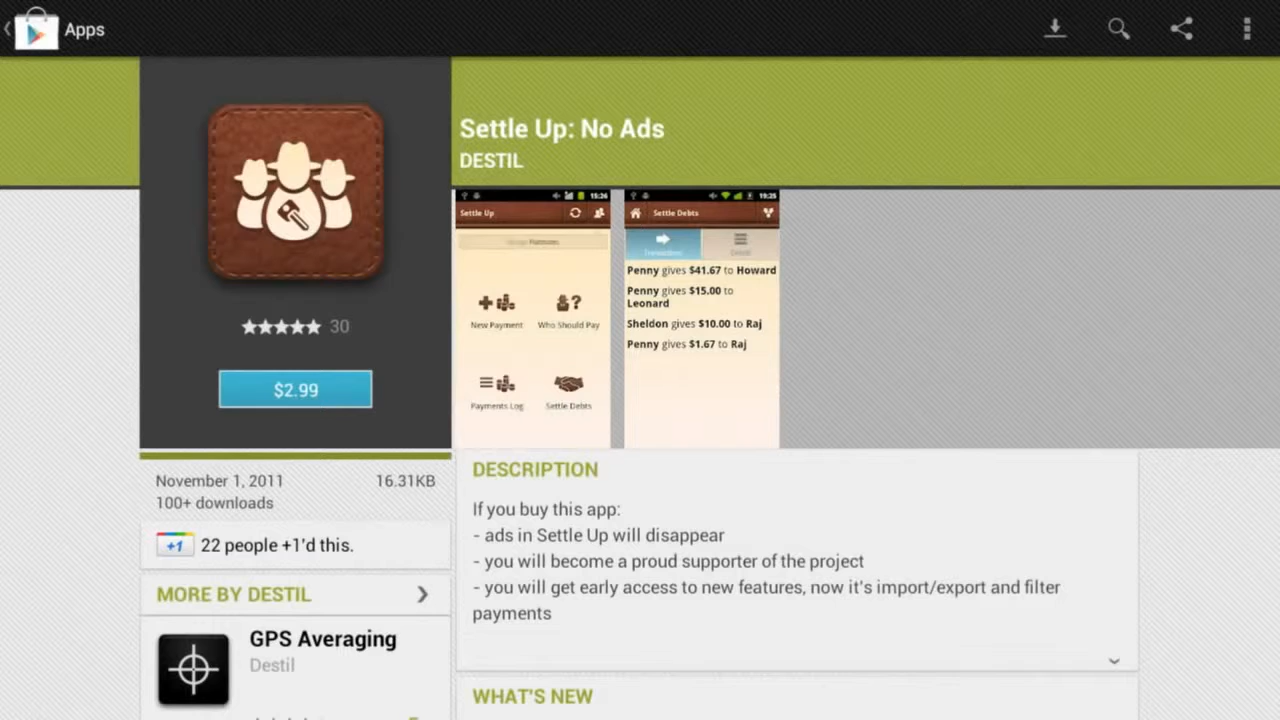 Apps
Settle Up: No Ads
DESTIL
30
$2.99
15:26
Settle Up
New Payment
Who Should Pay
Payments Log
Settle Debts
19:25
Settle Debts
Penny gives $41.67 to Howard
Penny gives $15.00 to
Leonard
Sheldon gives $10.00 to Raj
Penny gives $1.67 to Raj
November 1, 2011
16.31KB
100+ downloads
+1
22 people +1'd this.
MORE BY DESTIL
GPS Averaging
Destil
DESCRIPTION
If you buy this app:
- ads in Settle Up will disappear
- you will become a proud supporter of the project
- you will get early access to new features, now it's import/export and filter
payments
WHAT'S NEW